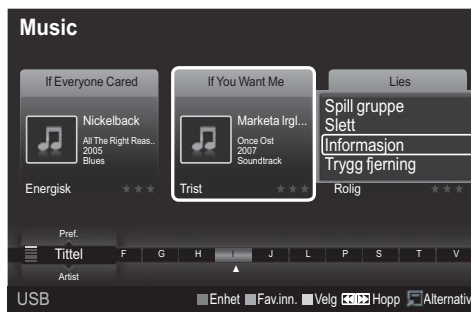 Music
If Everyone Cared
If You Want Me
Lies
Nickelback
All The Right Reas..
2005
Blues
Marketa Irgl...
Once Ost
2007
Soundtrack
Spill gruppe
Slett
Informasjon
Trygg fjerning
Energisk ★★★
Trist ★★★
Rolig ★★★
Pref.
Tittel F G H I J L P S T V
Artist
USB Enhet Fav.inn. Velg Hopp Alternativ